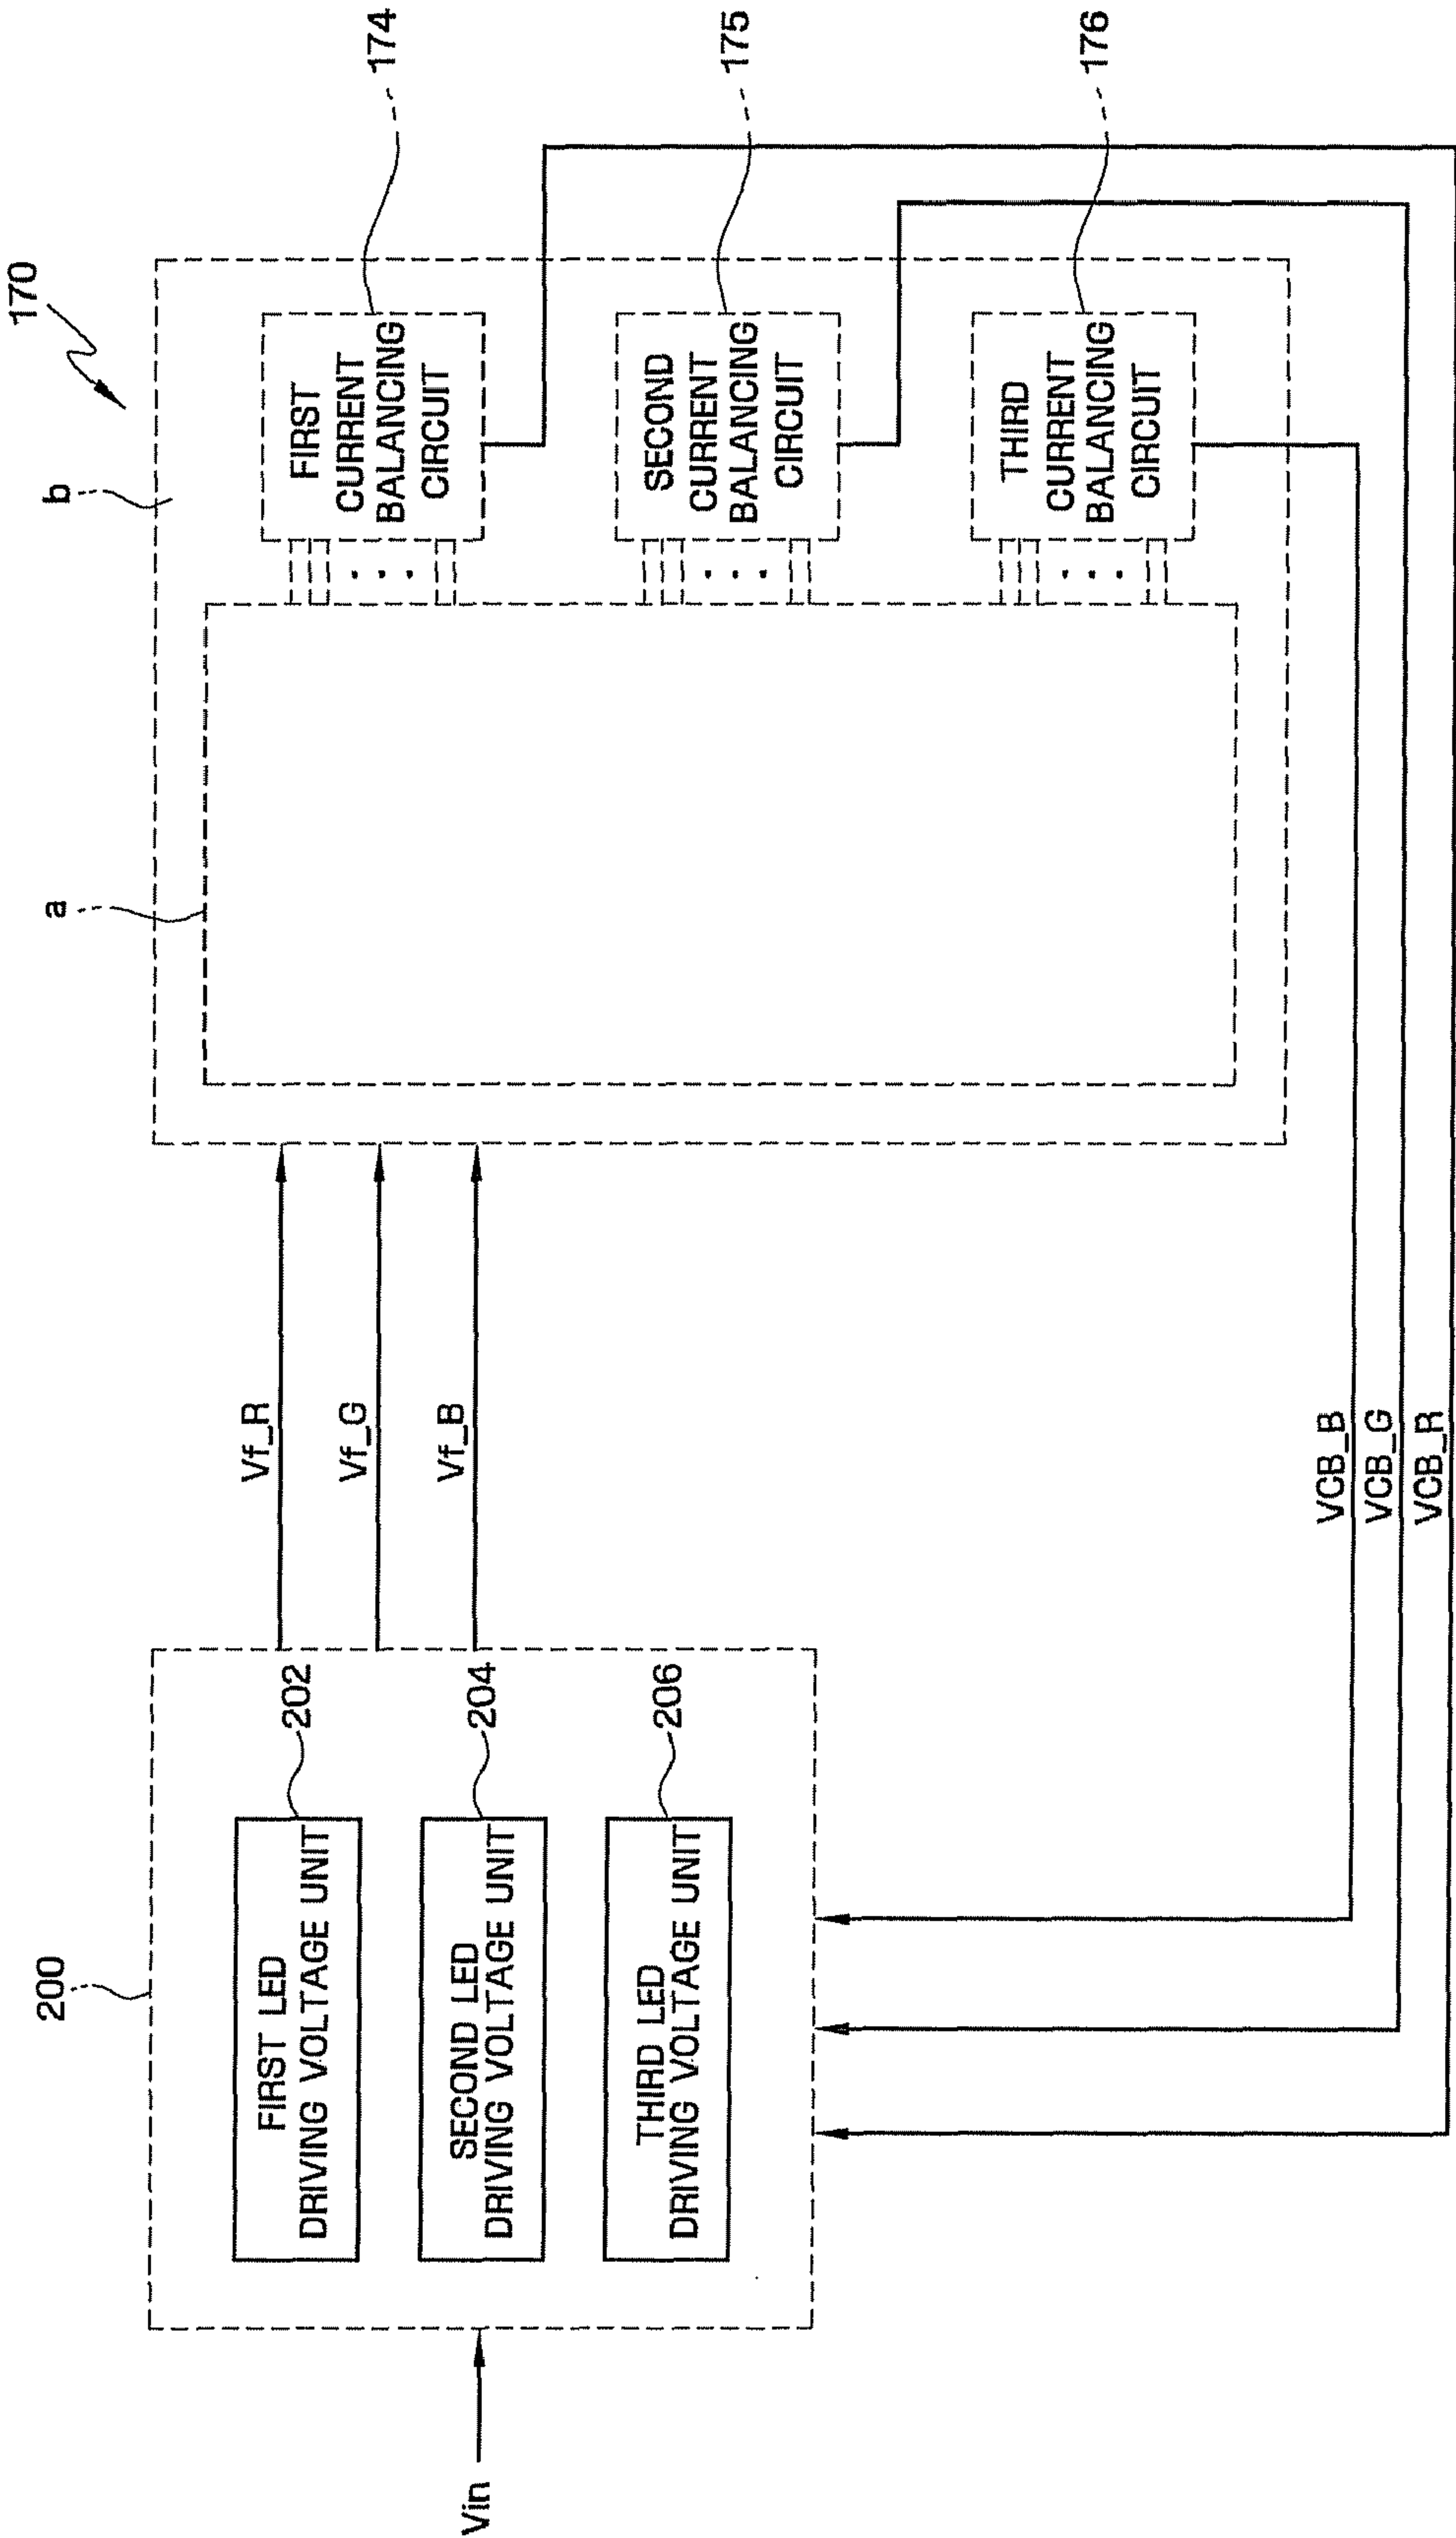 170
b
a
174
175
176
FIRST
CURRENT
BALANCING
CIRCUIT
SECOND
CURRENT
BALANCING
CIRCUIT
THIRD
CURRENT
BALANCING
CIRCUIT
Vf_R
Vf_G
Vf_B
200
202
FIRST LED
DRIVING VOLTAGE UNIT
204
SECOND LED
DRIVING VOLTAGE UNIT
206
THIRD LED
DRIVING VOLTAGE UNIT
Vin
VCB_B
VCB_G
VCB_R